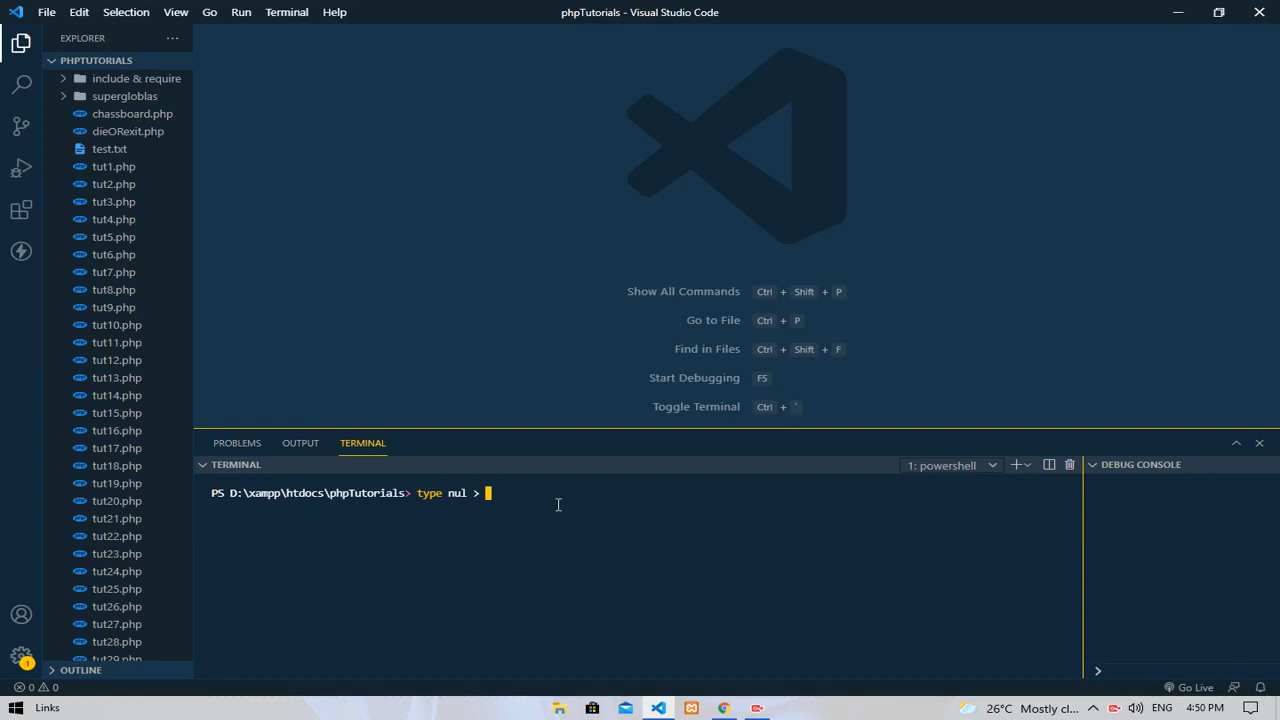 File Edit Selection View Go Run Terminal Help
phpTutorials - Visual Studio Code
EXPLORER
PHPTUTORIALS
include & require
supergloblas
chassboard.php
dieORexit.php
test.txt
tut1.php
tut2.php
tut3.php
tut4.php
tut5.php
tut6.php
tut7.php
tut8.php
tut9.php
tut10.php
tut11.php
tut12.php
tut13.php
tut14.php
tut15.php
tut16.php
tut17.php
tut18.php
tut19.php
tut20.php
tut21.php
tut22.php
tut23.php
tut24.php
tut25.php
tut26.php
tut27.php
tut28.php
tut29.php
OUTLINE
Show All Commands Ctrl + Shift + P
Go to File Ctrl + P
Find in Files Ctrl + Shift + F
Start Debugging F5
Toggle Terminal Ctrl + `
PROBLEMS OUTPUT TERMINAL
TERMINAL
1: powershell
DEBUG CONSOLE
PS D:\xampp\htdocs\phpTutorials> type nul >
1
0 0
Go Live
Links
26°C Mostly cl...
ENG
4:50 PM